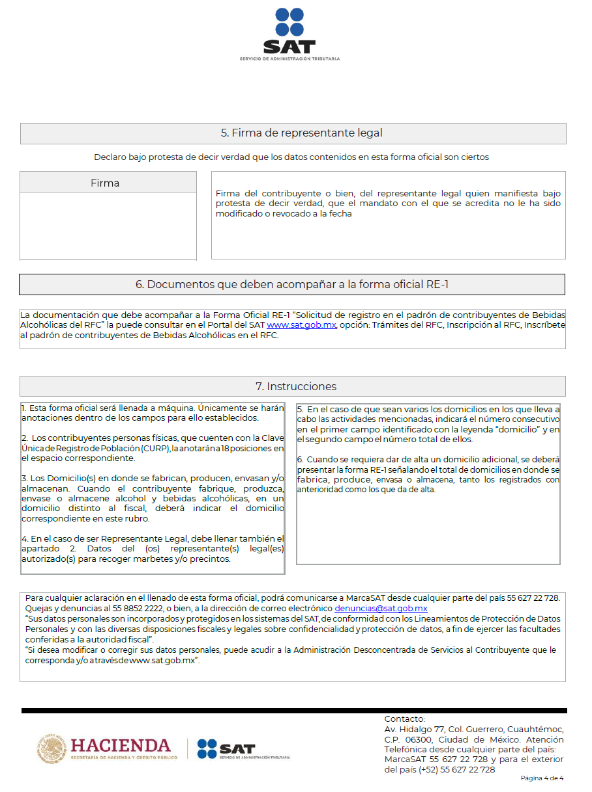 SAT
SERVICIO DE ADMINISTRACIÓN TRIBUTARIA
5. Firma de representante legal
Declaro bajo protesta de decir verdad que los datos contenidos en esta forma oficial son ciertos
Firma
Firma del contribuyente o bien, del representante legal quien manifiesta bajo
protesta de decir verdad, que el mandato con el que se acredita no le ha sido
modificado o revocado a la fecha
6. Documentos que deben acompañar a la forma oficial RE-1
La documentación que debe acompañar a la Forma Oficial RE-1 "Solicitud de registro en el padrón de contribuyentes de Bebidas
Alcohólicas del RFC" la puede consultar en el Portal del SAT www.sat.gob.mx, opción: Trámites del RFC, Inscripción al RFC, Inscríbete
al padrón de contribuyentes de Bebidas Alcohólicas en el RFC.
7. Instrucciones
1. Esta forma oficial será llenada a máquina. Únicamente se harán
anotaciones dentro de los campos para ello establecidos.
2. Los contribuyentes personas físicas, que cuenten con la Clave
Única de Registro de Población (CURP), la anotará a 18 posiciones en
el espacio correspondiente.
3. Los Domicilio(s) en donde se fabrican, producen, envasan y/o
almacenan. Cuando el contribuyente fabrique, produzca,
envase o almacene alcohol y bebidas alcohólicas, en un
domicilio distinto al fiscal, deberá indicar el domicilio
correspondiente en este rubro.
4. En el caso de ser Representante Legal, debe llenar también el
apartado 2. Datos del (os) representante(s) legal(es)
autorizado(s) para recoger marbetes y/o precintos.
5. En el caso de que sean varios los domicilios en los que lleva a
cabo las actividades mencionadas, indicará el número consecutivo
en el primer campo identificado con la leyenda "domicilio" y en
el segundo campo el número total de ellos.
6. Cuando se requiera dar de alta un domicilio adicional, se deberá
presentar la forma RE-1 señalando el total de domicilios en donde se
fabrica, produce, envasa o almacena, tanto los registrados con
anterioridad como los que da de alta.
Para cualquier aclaración en el llenado de esta forma oficial, podrá comunicarse a MarcaSAT desde cualquier parte del país 55 627 22 728.
Quejas y denuncias al 55 8852 2222, o bien, a la dirección de correo electrónico denuncias@sat.gob.mx
"Sus datos personales son incorporados y protegidos en los sistemas del SAT, de conformidad con los Lineamientos de Protección de Datos
Personales y con las diversas disposiciones fiscales y legales sobre confidencialidad y protección de datos, a fin de ejercer las facultades
conferidas a la autoridad fiscal".
"Si desea modificar o corregir sus datos personales, puede acudir a la Administración Desconcentrada de Servicios al Contribuyente que le
corresponda y/o a través de www.sat.gob.mx".
HACIENDA
SECRETARÍA DE HACIENDA Y CRÉDITO PÚBLICO
SAT
SERVICIO DE ADMINISTRACIÓN TRIBUTARIA
Contacto:
Av. Hidalgo 77, Col. Guerrero, Cuauhtémoc,
C.P. 06300, Ciudad de México. Atención
Telefónica desde cualquier parte del país:
MarcaSAT 55 627 22 728 y para el exterior
del país (+52) 55 627 22 728
Página 4 de 4